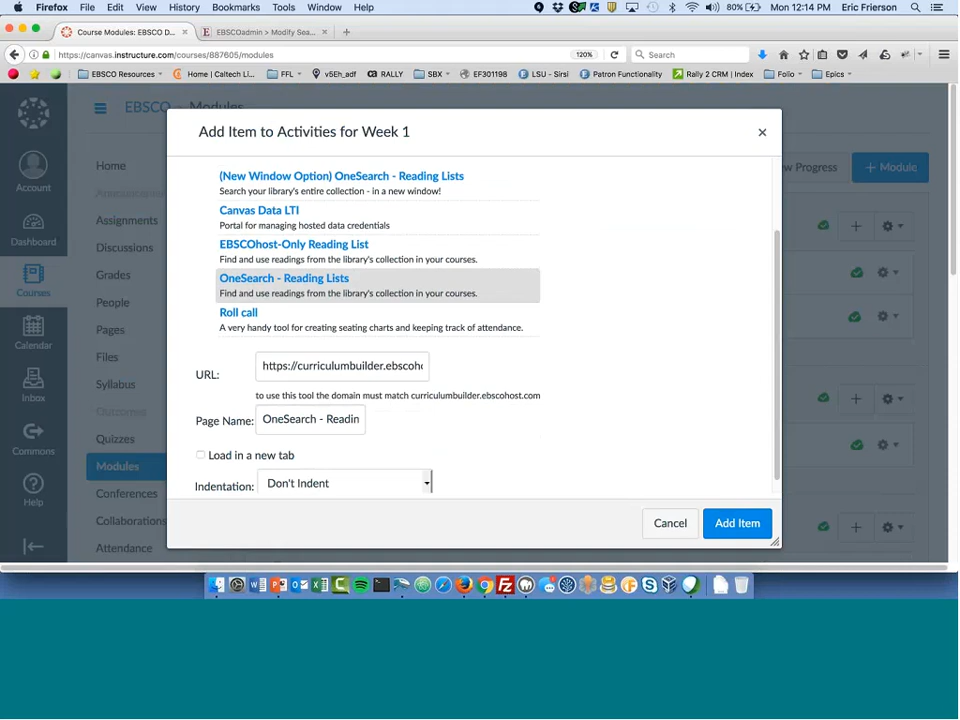 Firefox File Edit View History Bookmarks Tools Window Help 80% Mon 12:14 PM Eric Frierson
Course Modules: EBSCO D... × EBSCOadmin > Modify Sea... × +
https://canvas.instructure.com/courses/887605/modules 120% Search
EBSCO Resources Home | Caltech Li... FFL v5Eh_adf RALLY SBX EF301198 LSU - Sirsi Patron Functionality Rally 2 CRM | Index Folio Epics
EBSCO Modules
Account
Dashboard
Courses
Calendar
Inbox
Commons
Help
Home
Assignments
Discussions
Grades
People
Pages
Files
Syllabus
Outcomes
Quizzes
Modules
Conferences
Collaborations
Attendance
w Progress
+ Module
Add Item to Activities for Week 1 ×
(New Window Option) OneSearch - Reading Lists
Search your library's entire collection - in a new window!
Canvas Data LTI
Portal for managing hosted data credentials
EBSCOhost-Only Reading List
Find and use readings from the library's collection in your courses.
OneSearch - Reading Lists
Find and use readings from the library's collection in your courses.
Roll call
A very handy tool for creating seating charts and keeping track of attendance.
URL: https://curriculumbuilder.ebscoho
to use this tool the domain must match curriculumbuilder.ebscohost.com
Page Name: OneSearch - Readin
Load in a new tab
Indentation: Don't Indent
Cancel Add Item